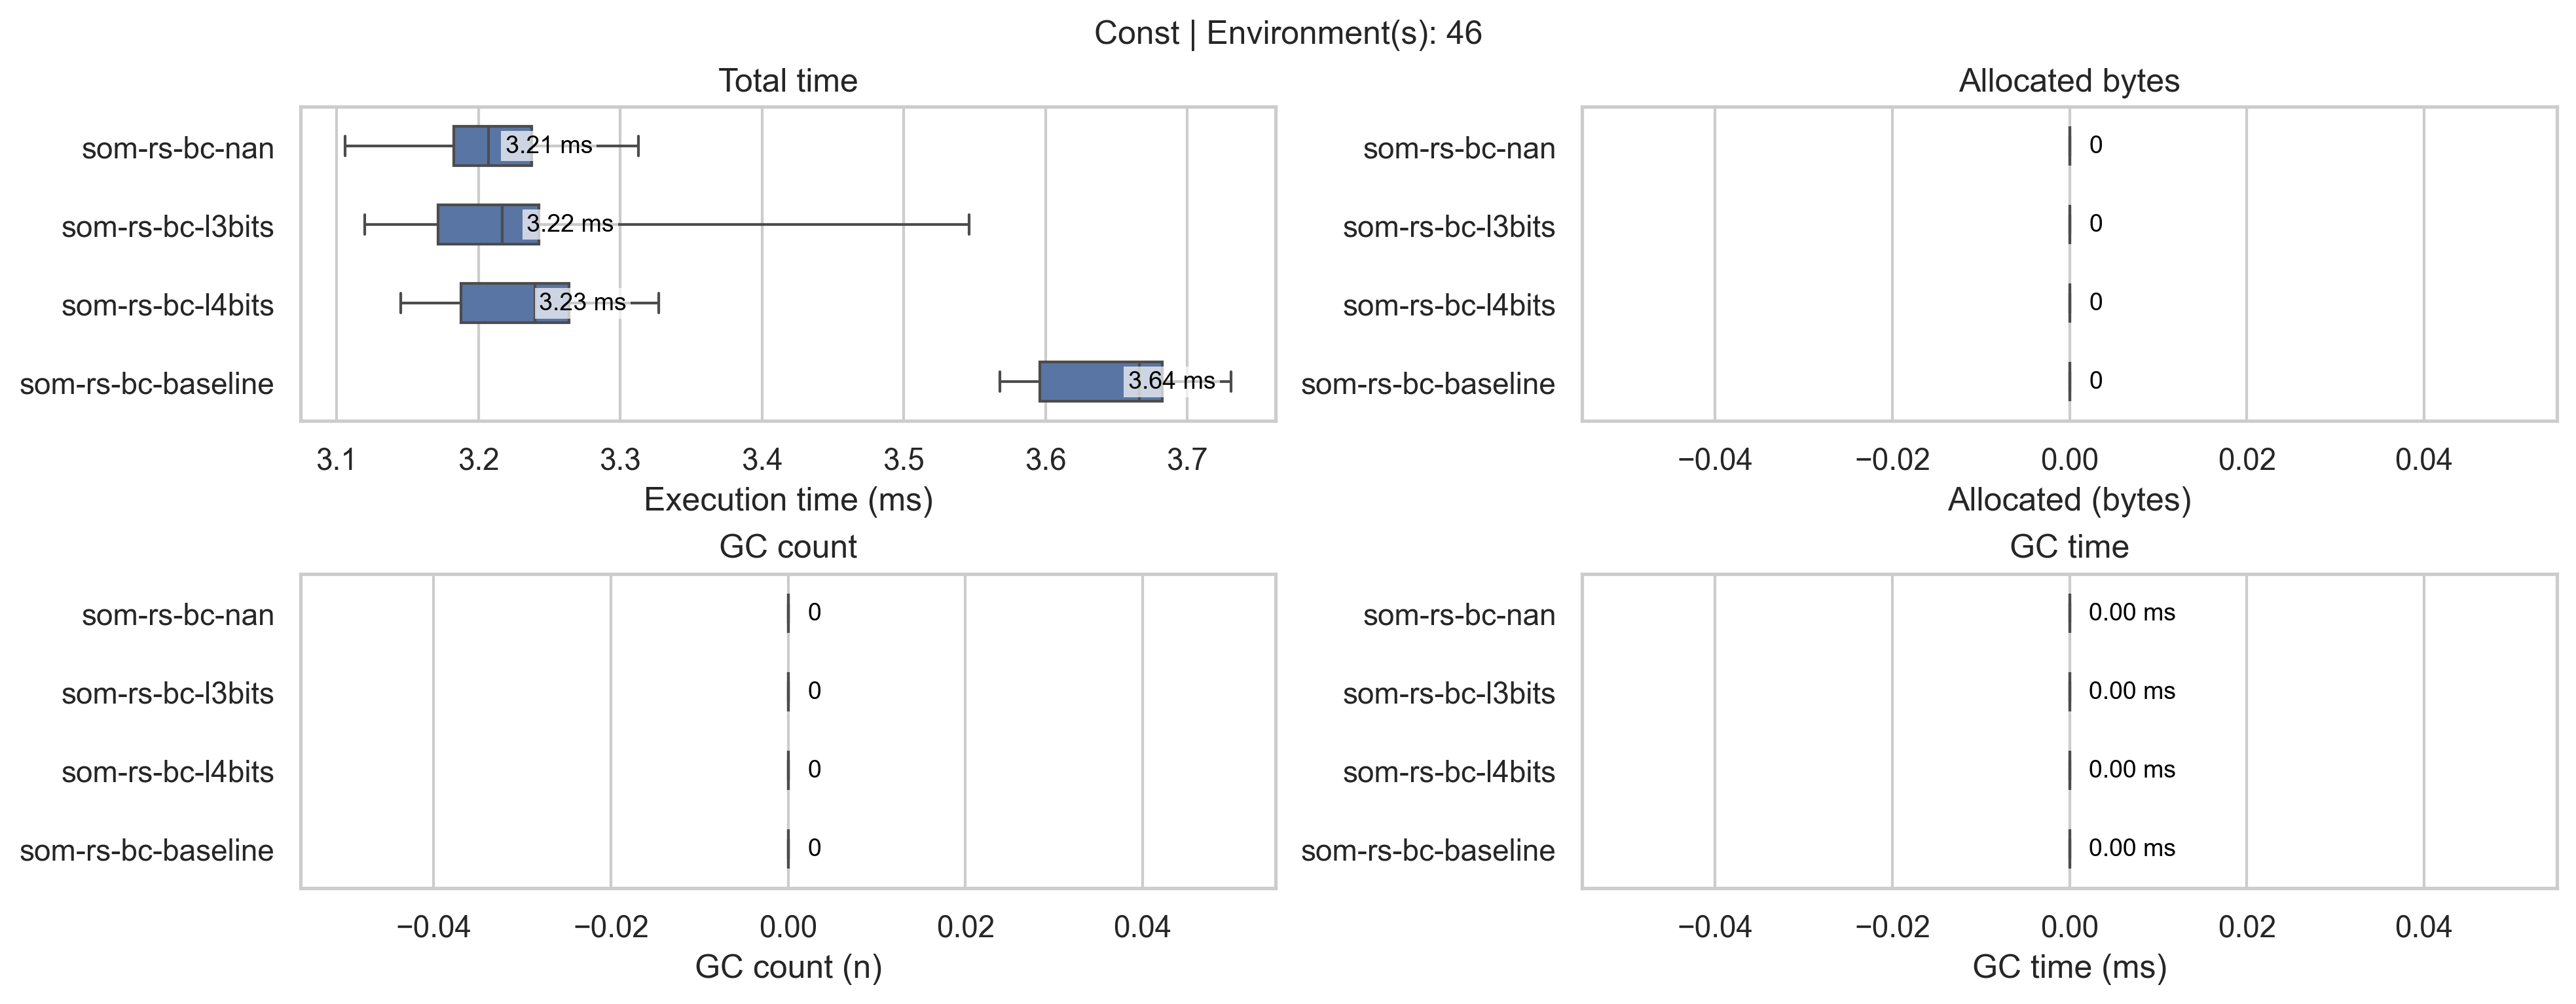 Const | Environment(s): 46
Total time
som-rs-bc-nan
3.21 ms
som-rs-bc-l3bits
3.22 ms
som-rs-bc-l4bits
3.23 ms
som-rs-bc-baseline
3.64 ms
3.1 3.2 3.3 3.4 3.5 3.6 3.7
Execution time (ms)
Allocated bytes
som-rs-bc-nan
0
som-rs-bc-l3bits
0
som-rs-bc-l4bits
0
som-rs-bc-baseline
0
−0.04 −0.02 0.00 0.02 0.04
Allocated (bytes)
GC count
som-rs-bc-nan
0
som-rs-bc-l3bits
0
som-rs-bc-l4bits
0
som-rs-bc-baseline
0
−0.04 −0.02 0.00 0.02 0.04
GC count (n)
GC time
som-rs-bc-nan
0.00 ms
som-rs-bc-l3bits
0.00 ms
som-rs-bc-l4bits
0.00 ms
som-rs-bc-baseline
0.00 ms
−0.04 −0.02 0.00 0.02 0.04
GC time (ms)